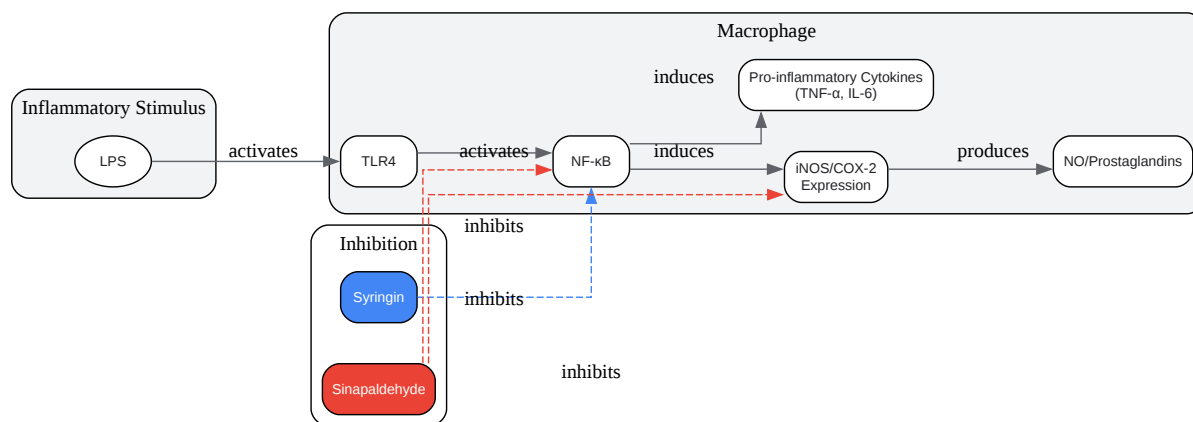 Macrophage
induces
Pro-inflammatory Cytokines
(TNF-α, IL-6)
Inflammatory Stimulus
LPS
activates
TLR4
activates
NF-κB
induces
iNOS/COX-2
Expression
produces
NO/Prostaglandins
inhibits
Inhibition
Syringin
inhibits
Sinapaldehyde
inhibits